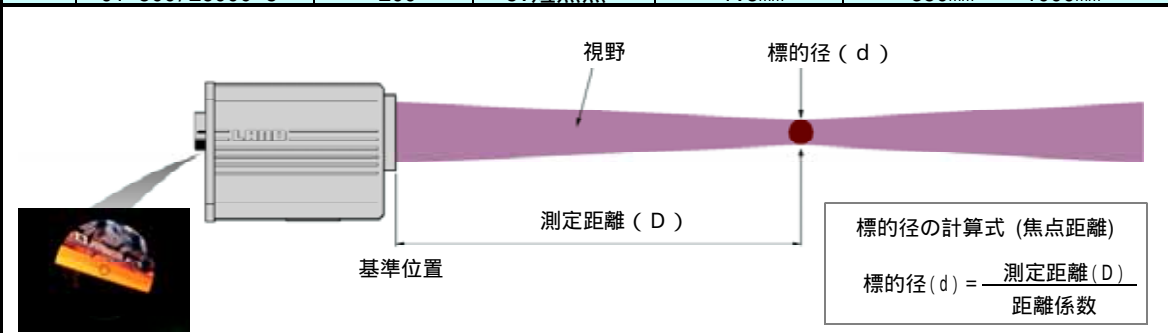 視野
標的径(d)
LAND
測定距離(D)
基準位置
標的径の計算式 (焦点距離)
標的径(d) = 測定距離(D)
距離係数